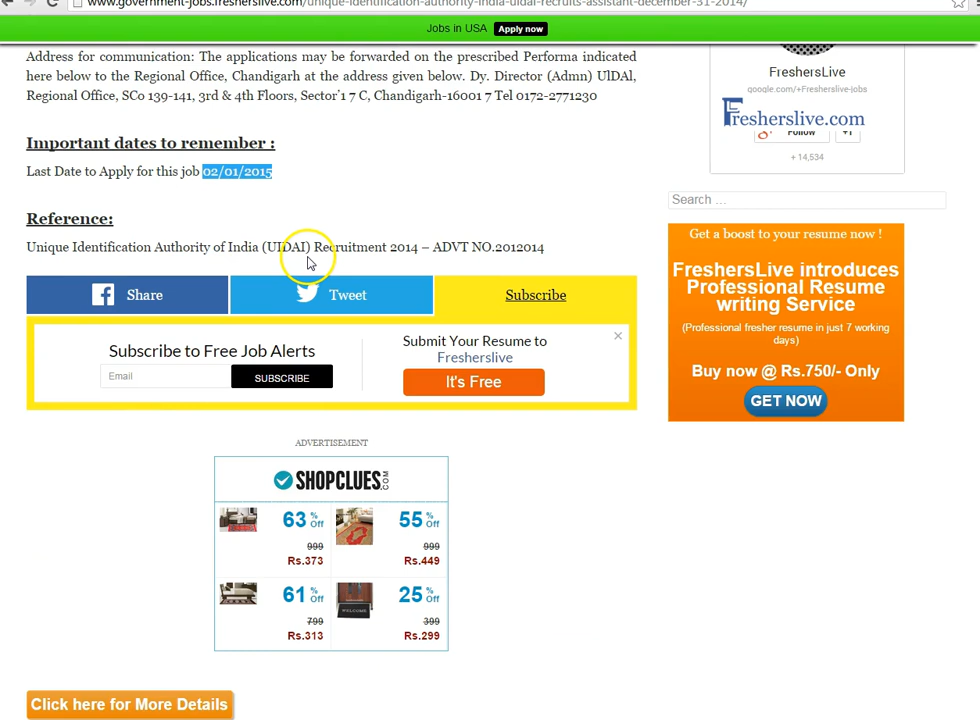 www.government-jobs.fresherslive.com/unique-identification-authority-india-uidai-recruits-assistant-december-31-2014/
Jobs in USA Apply now
Address for communication: The applications may be forwarded on the prescribed Performa indicated
here below to the Regional Office, Chandigarh at the address given below. Dy. Director (Admn) UlDAl,
Regional Office, SCo 139-141, 3rd & 4th Floors, Sector'1 7 C, Chandigarh-16001 7 Tel 0172-2771230
Important dates to remember :
Last Date to Apply for this job 02/01/2015
Reference:
Unique Identification Authority of India (UIDAI) Recruitment 2014 – ADVT NO.2012014
Share
Tweet
Subscribe
Subscribe to Free Job Alerts
Email
SUBSCRIBE
Submit Your Resume to
Fresherslive
It's Free
ADVERTISEMENT
SHOPCLUES.COM
63 % Off
999
Rs.373
55 % Off
999
Rs.449
61 % Off
799
Rs.313
25 % Off
399
Rs.299
WELCOME
Click here for More Details
FreshersLive
google.com/+Fresherslive-jobs
Fresherslive.com
Follow
+1
+ 14,534
Search …
Get a boost to your resume now !
FreshersLive introduces
Professional Resume
writing Service
(Professional fresher resume in just 7 working
days)
Buy now @ Rs.750/- Only
GET NOW